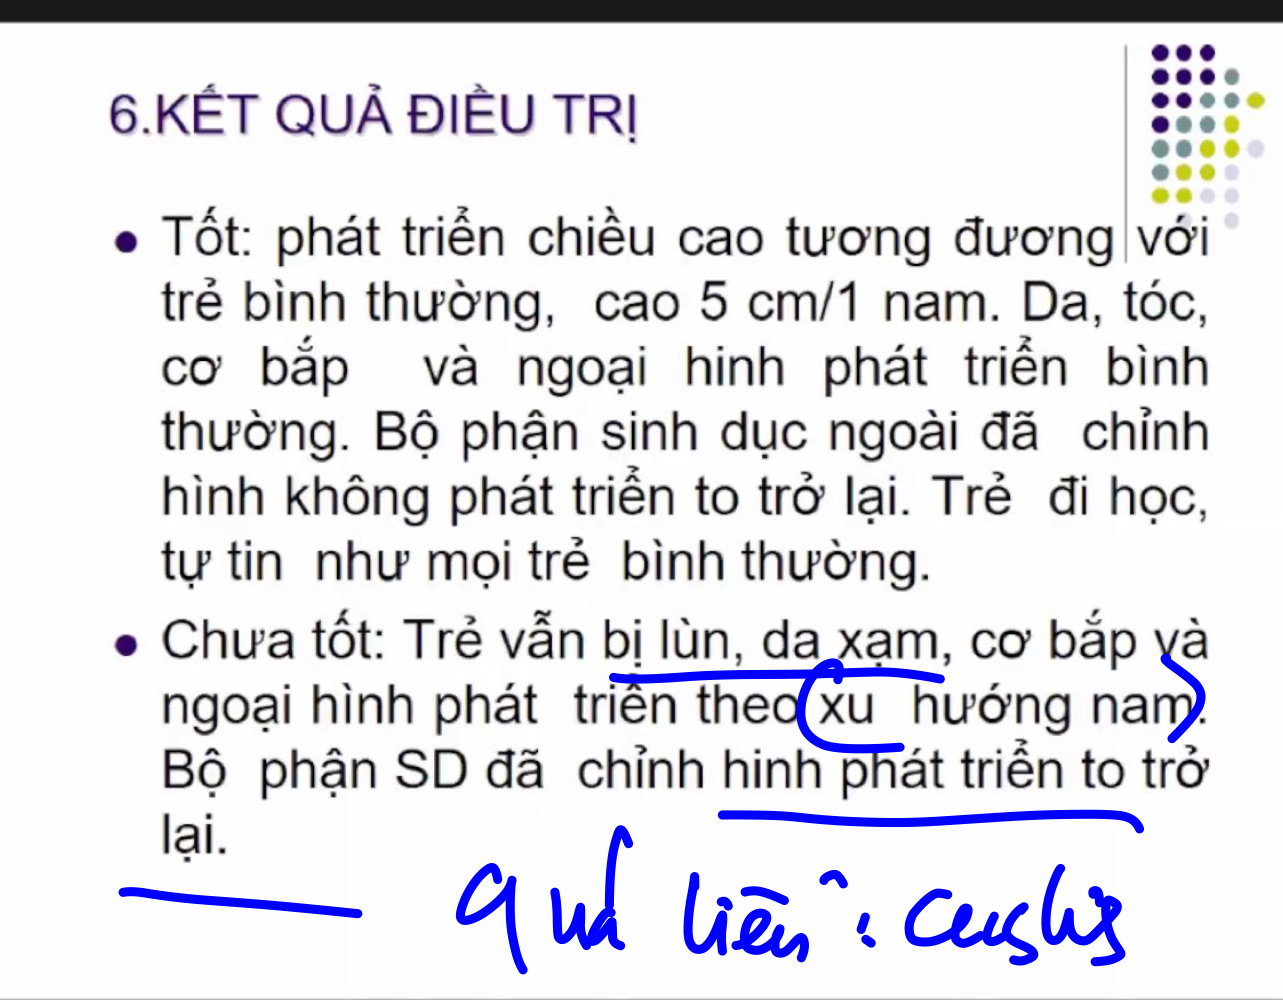 6.KẾT QUẢ ĐIỀU TRỊ
Tốt: phát triển chiều cao tương đương với
trẻ bình thường, cao 5 cm/1 nam. Da, tóc,
cơ bắp và ngoại hinh phát triển bình
thường. Bộ phận sinh dục ngoài đã chỉnh
hình không phát triển to trở lại. Trẻ đi học,
tự tin như mọi trẻ bình thường.
Chưa tốt: Trẻ vẫn bị lùn, da xạm, cơ bắp và
ngoại hình phát triển theo xu hướng nam.
Bộ phận SD đã chỉnh hinh phát triển to trở
lại.
quá liền :